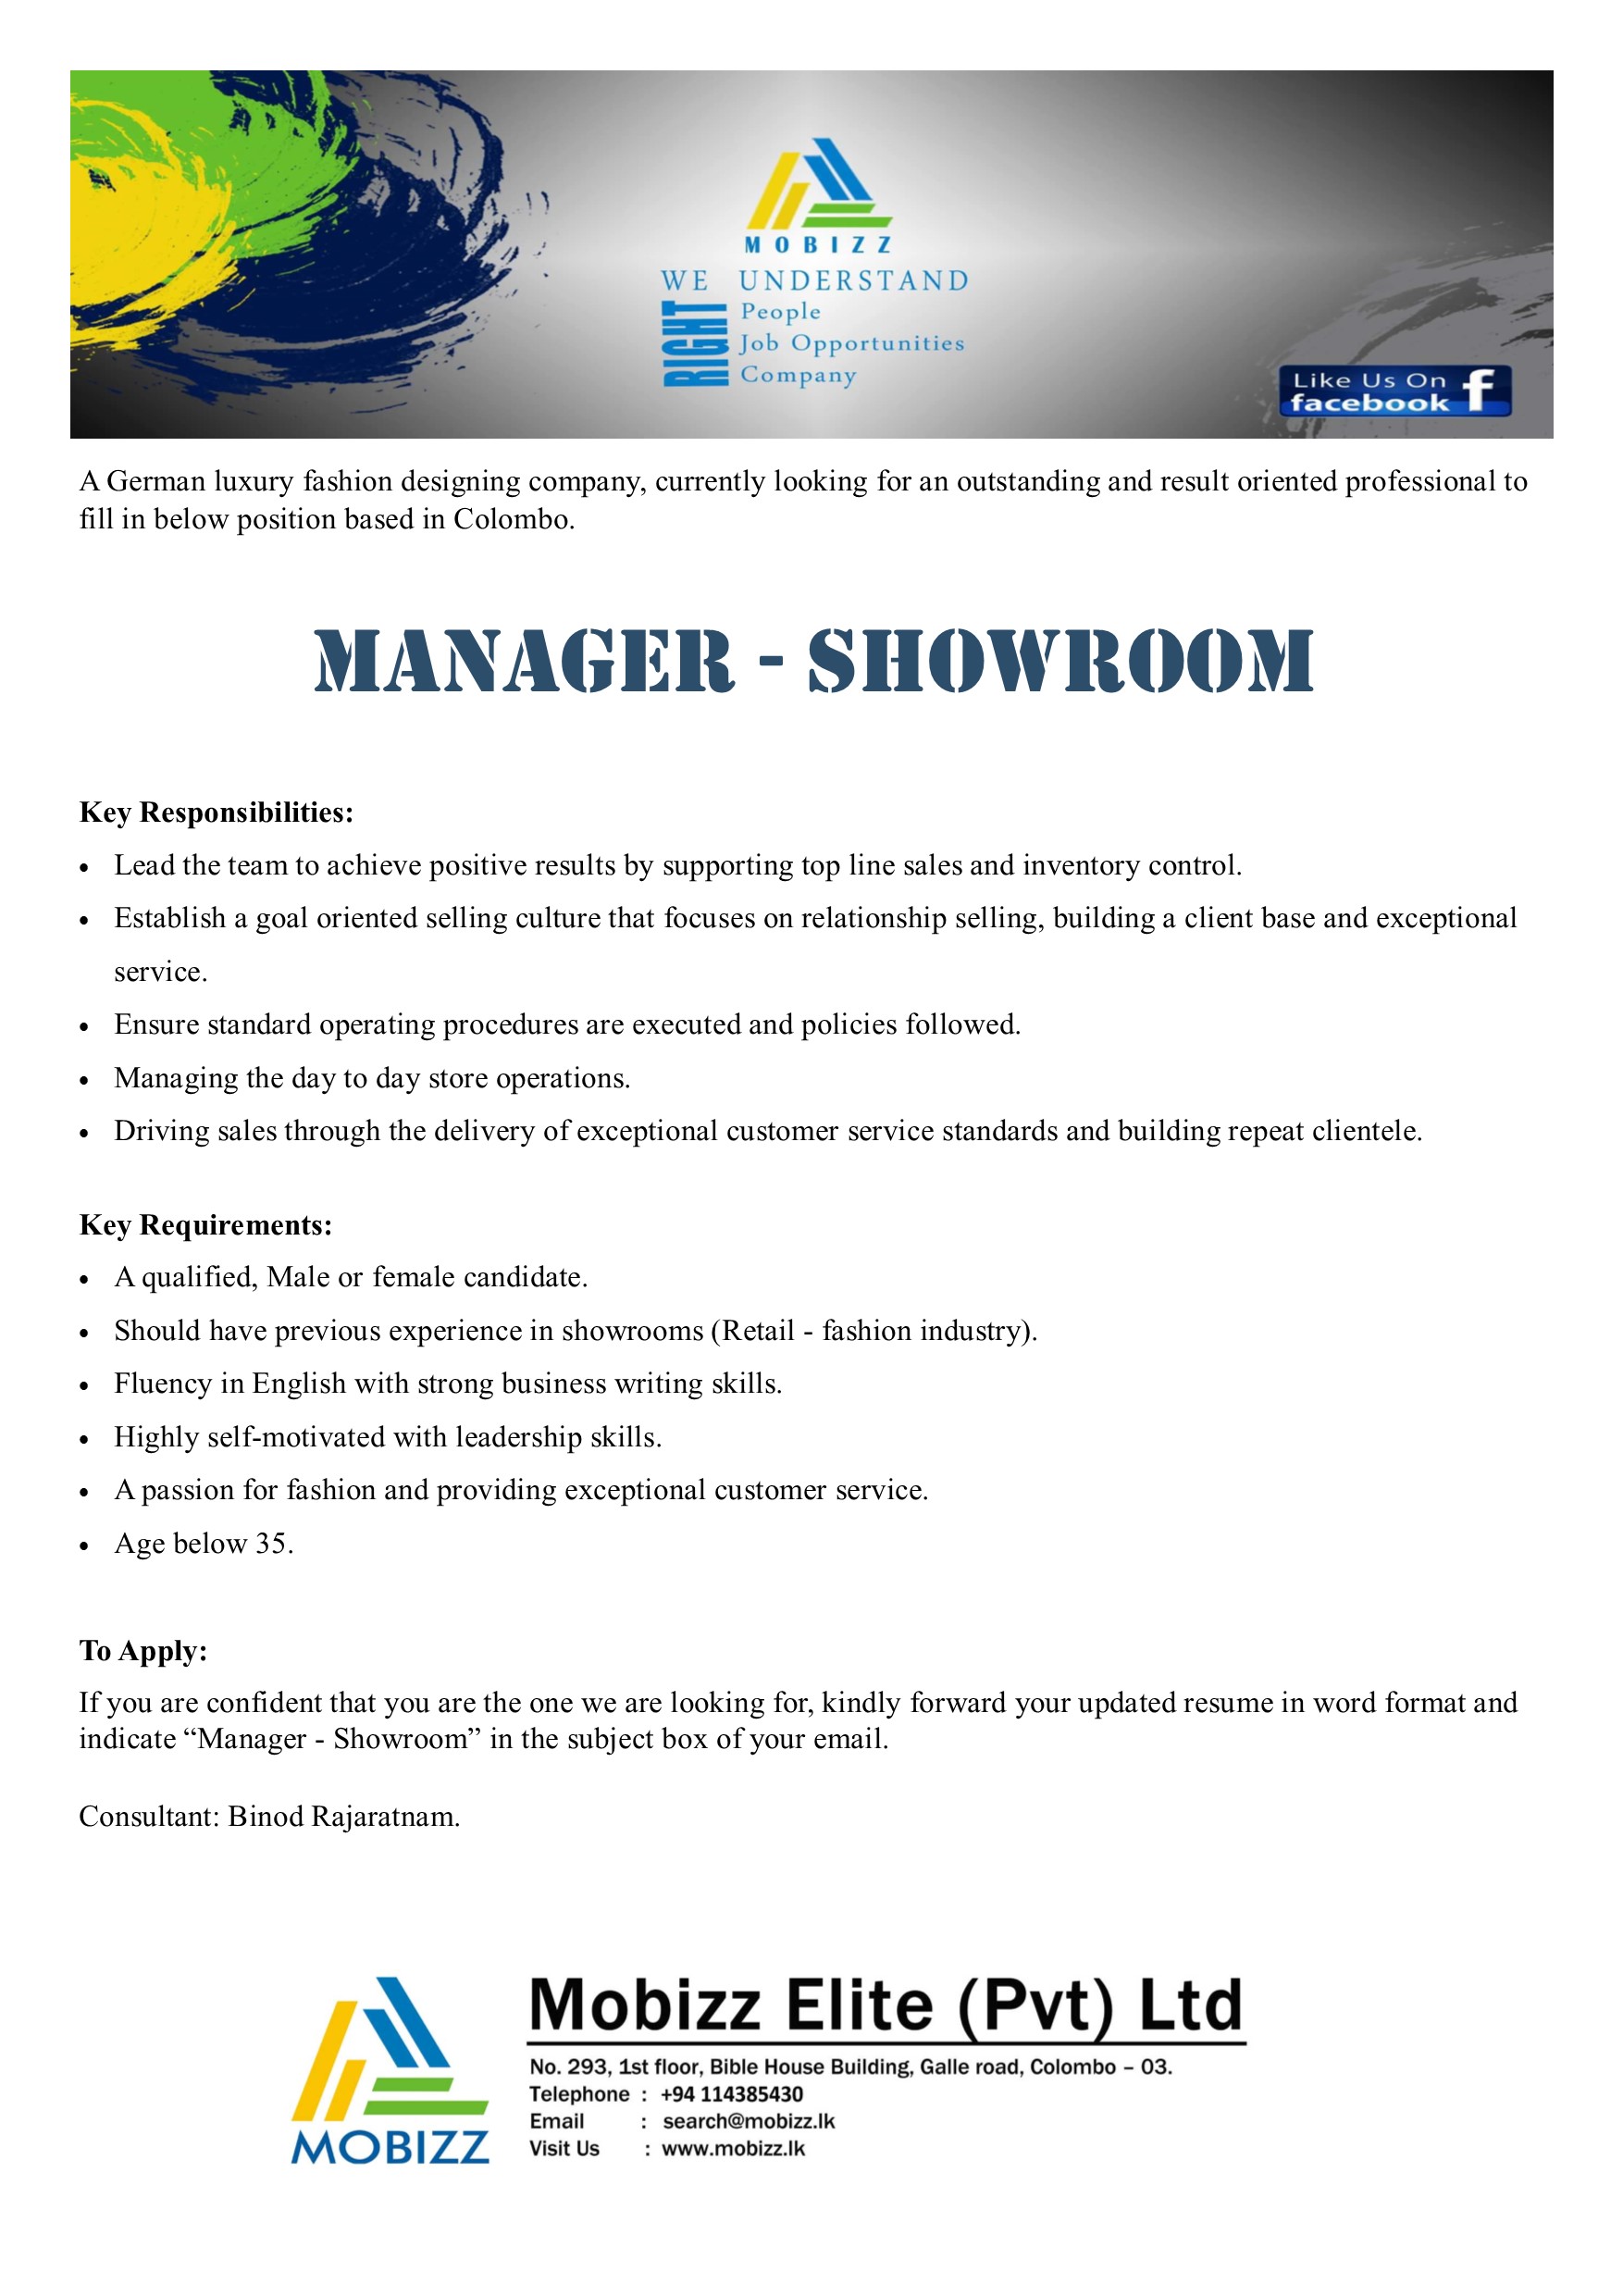 MOBIZZ
WE UNDERSTAND
RIGHT
People
Job Opportunities
Company
Like Us On
facebook f
A German luxury fashion designing company, currently looking for an outstanding and result oriented professional to
fill in below position based in Colombo.
MANAGER - SHOWROOM
Key Responsibilities:
• Lead the team to achieve positive results by supporting top line sales and inventory control.
• Establish a goal oriented selling culture that focuses on relationship selling, building a client base and exceptional
service.
• Ensure standard operating procedures are executed and policies followed.
• Managing the day to day store operations.
• Driving sales through the delivery of exceptional customer service standards and building repeat clientele.
Key Requirements:
• A qualified, Male or female candidate.
• Should have previous experience in showrooms (Retail - fashion industry).
• Fluency in English with strong business writing skills.
• Highly self-motivated with leadership skills.
• A passion for fashion and providing exceptional customer service.
• Age below 35.
To Apply:
If you are confident that you are the one we are looking for, kindly forward your updated resume in word format and
indicate “Manager - Showroom” in the subject box of your email.
Consultant: Binod Rajaratnam.
MOBIZZ
Mobizz Elite (Pvt) Ltd
No. 293, 1st floor, Bible House Building, Galle road, Colombo – 03.
Telephone : +94 114385430
Email : search@mobizz.lk
Visit Us : www.mobizz.lk